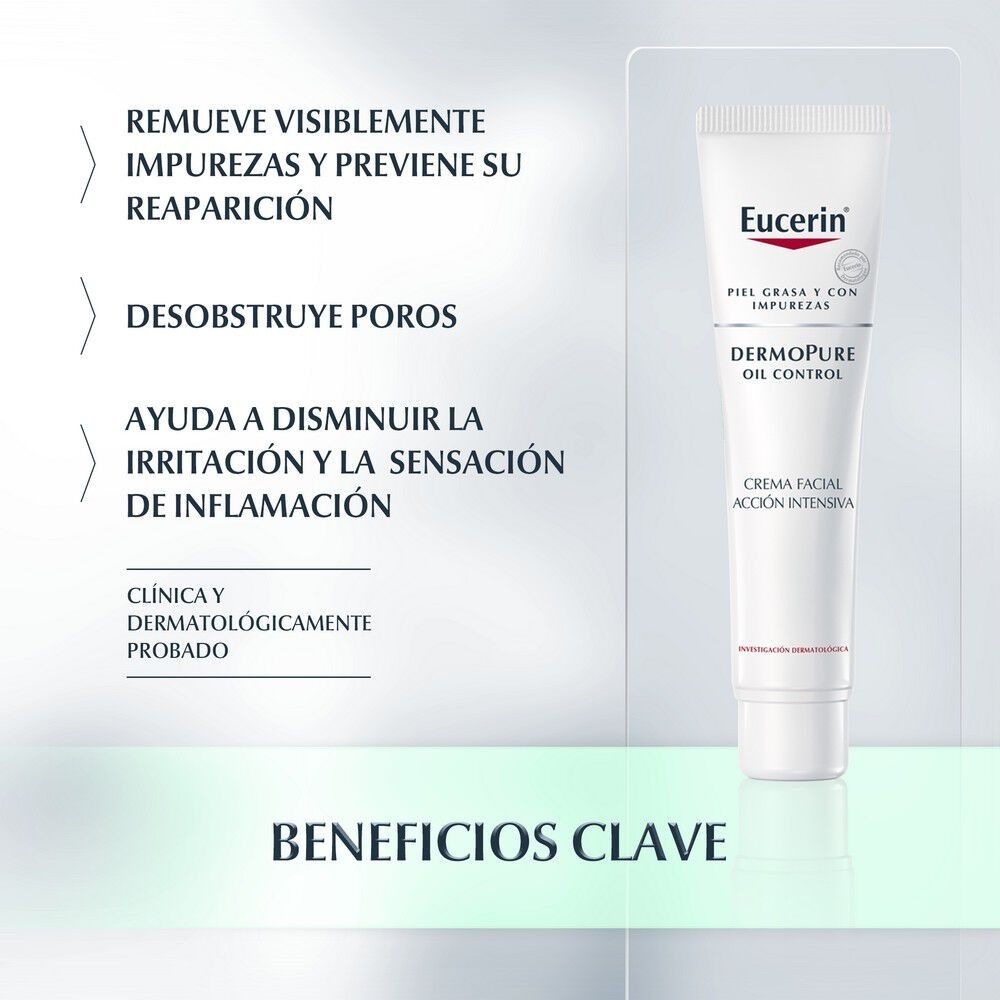 REMUEVE VISIBLEMENTE
IMPUREZAS Y PREVIENE SU
REAPARICIÓN
DESOBSTRUYE POROS
AYUDA A DISMINUIR LA
IRRITACIÓN Y LA SENSACIÓN
DE INFLAMACIÓN
CLÍNICA Y
DERMATOLÓGICAMENTE
PROBADO
Eucerin®
Eucerin
PIEL GRASA Y CON
IMPUREZAS
DERMOPURE
OIL CONTROL
CREMA FACIAL
ACCIÓN INTENSIVA
INVESTIGACIÓN DERMATOLÓGICA
BENEFICIOS CLAVE